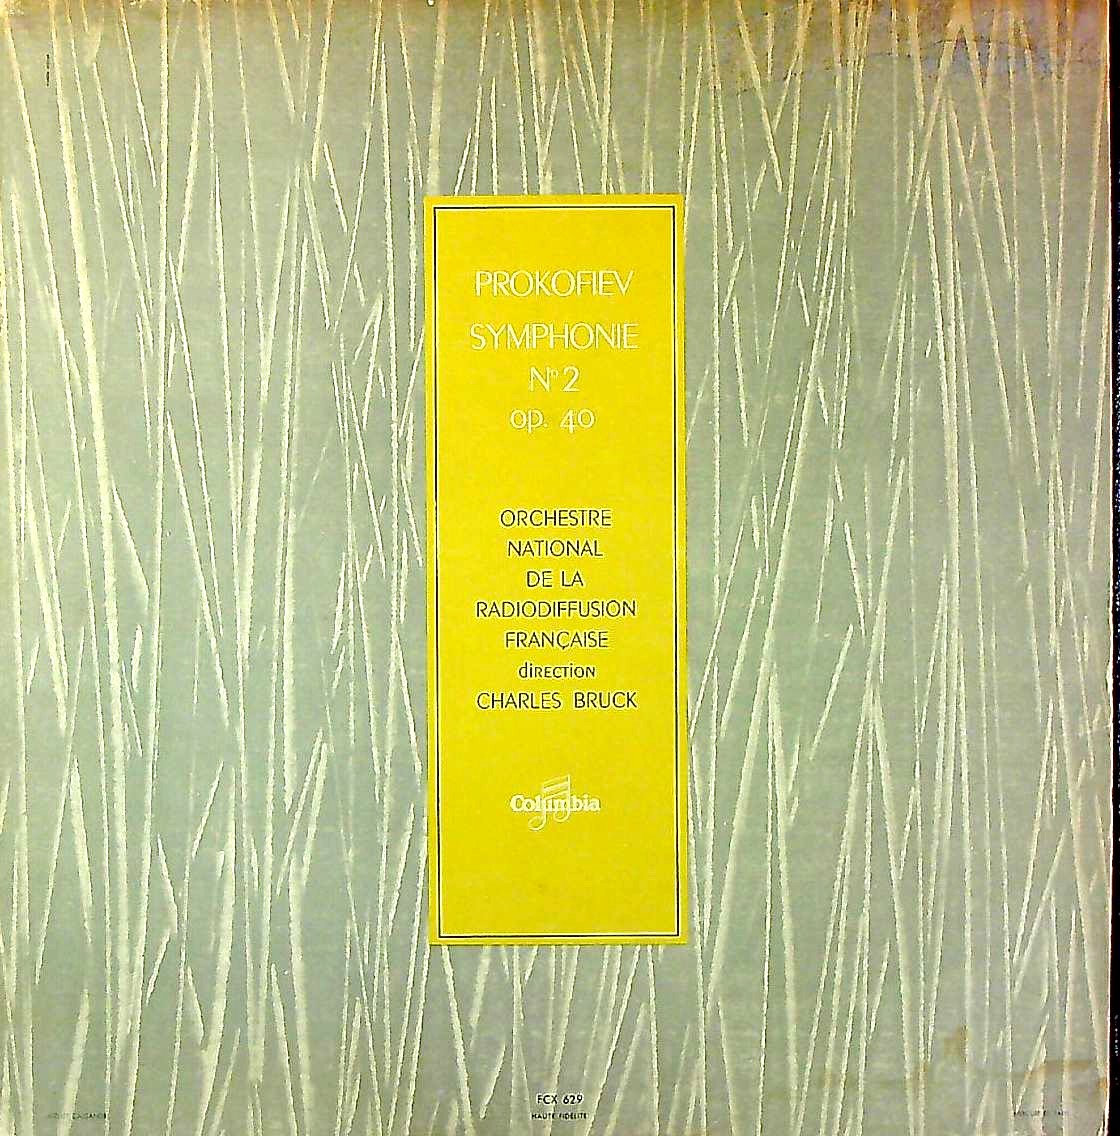 PROKOFIEV
SYMPHONIE
No 2
op. 40
ORCHESTRE
NATIONAL
DE LA
RADIODIFFUSION
FRANÇAISE
diRECTiON
CHARLES BRUCK
Columbia
FCX 629
HAUTE FIDELITE